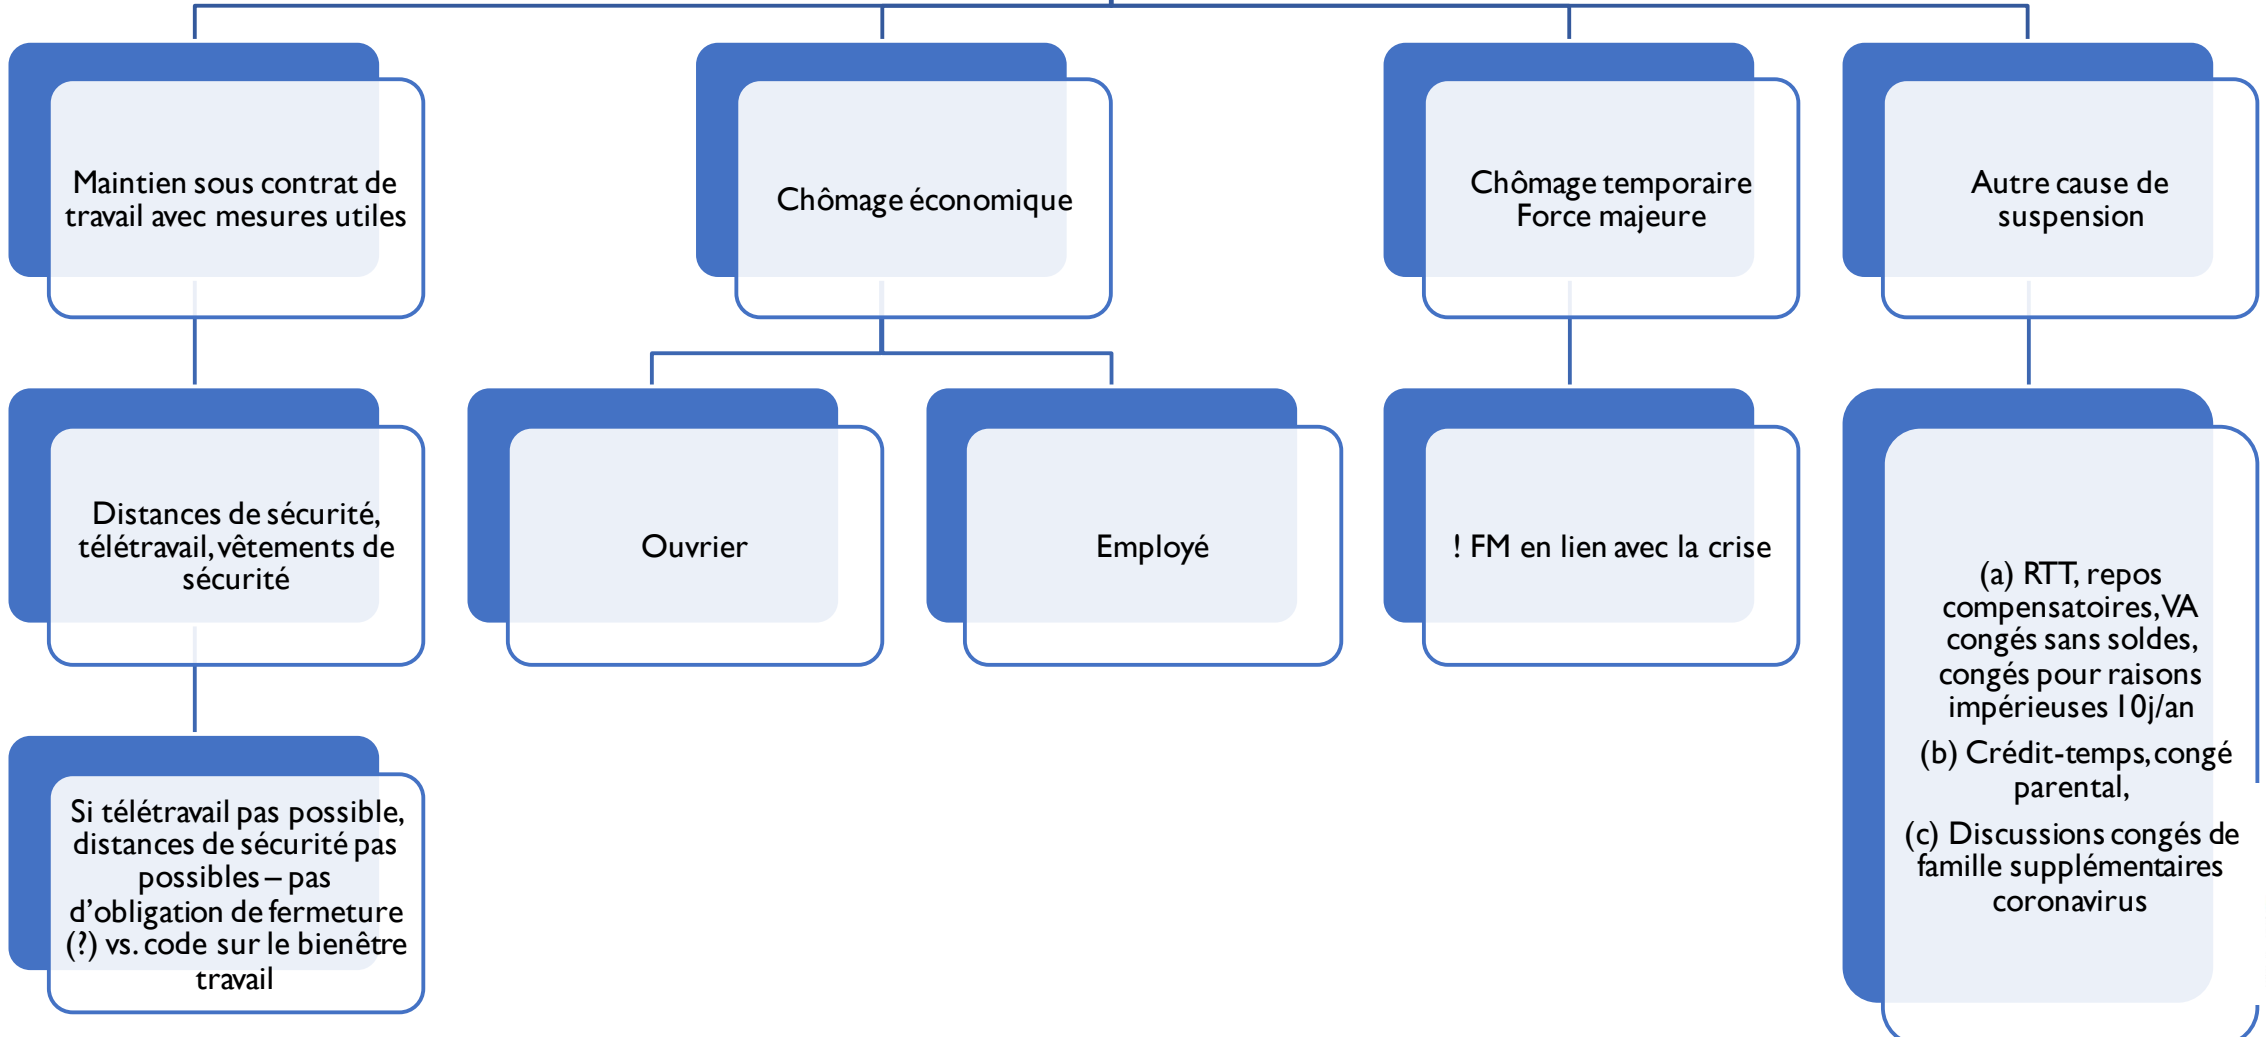 Maintien sous contrat de
travail avec mesures utiles
Chômage économique
Chômage temporaire
Force majeure
Autre cause de
suspension
Distances de sécurité,
télétravail, vêtements de
sécurité
Ouvrier
Employé
! FM en lien avec la crise
(a) RTT, repos
compensatoires, VA
congés sans soldes,
congés pour raisons
impérieuses 10j/an
(b) Crédit-temps, congé
parental,
(c) Discussions congés de
famille supplémentaires
coronavirus
Si télétravail pas possible,
distances de sécurité pas
possibles – pas
d’obligation de fermeture
(?) vs. code sur le bienêtre
travail